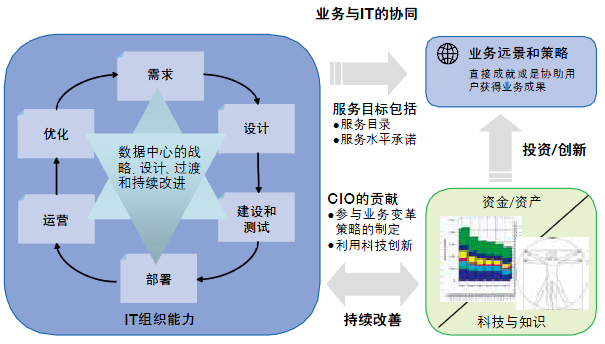 业务与IT的协同
需求
设计
建设和
测试
部署
运营
优化
数据中心的战
略、设计、过渡
和持续改进
IT组织能力
服务目标包括
●服务目录
●服务水平承诺
CIO的贡献
●参与业务变革
策略的制定
●利用科技创新
持续改善
业务远景和策略
直接成就或是协助用
户获得业务成果
投资/创新
资金/资产
科技与知识